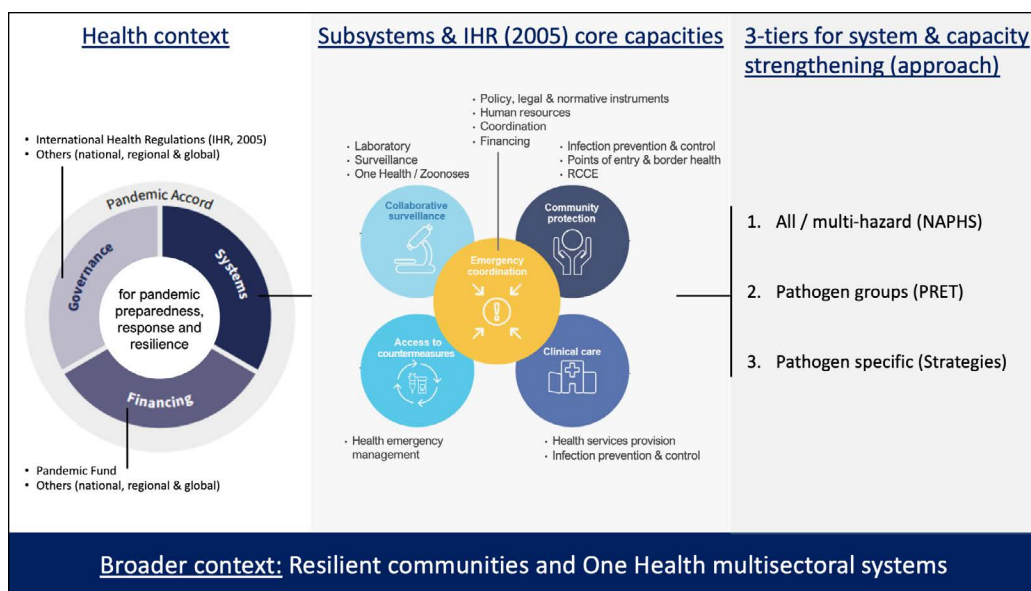 Health context
• International Health Regulations (IHR, 2005)
• Others (national, regional & global)
Pandemic Accord
Governance
Systems
Financing
for pandemic
preparedness,
response and
resilience
• Pandemic Fund
• Others (national, regional & global)
Subsystems & IHR (2005) core capacities
• Policy, legal & normative instruments
• Human resources
• Coordination
• Financing
• Laboratory
• Surveillance
• One Health / Zoonoses
• Infection prevention & control
• Points of entry & border health
• RCCE
Collaborative
surveillance
Community
protection
Emergency
coordination
Access to
countermeasures
Clinical care
• Health emergency
management
• Health services provision
• Infection prevention & control
3-tiers for system & capacity
strengthening (approach)
1. All / multi-hazard (NAPHS)
2. Pathogen groups (PRET)
3. Pathogen specific (Strategies)
Broader context: Resilient communities and One Health multisectoral systems